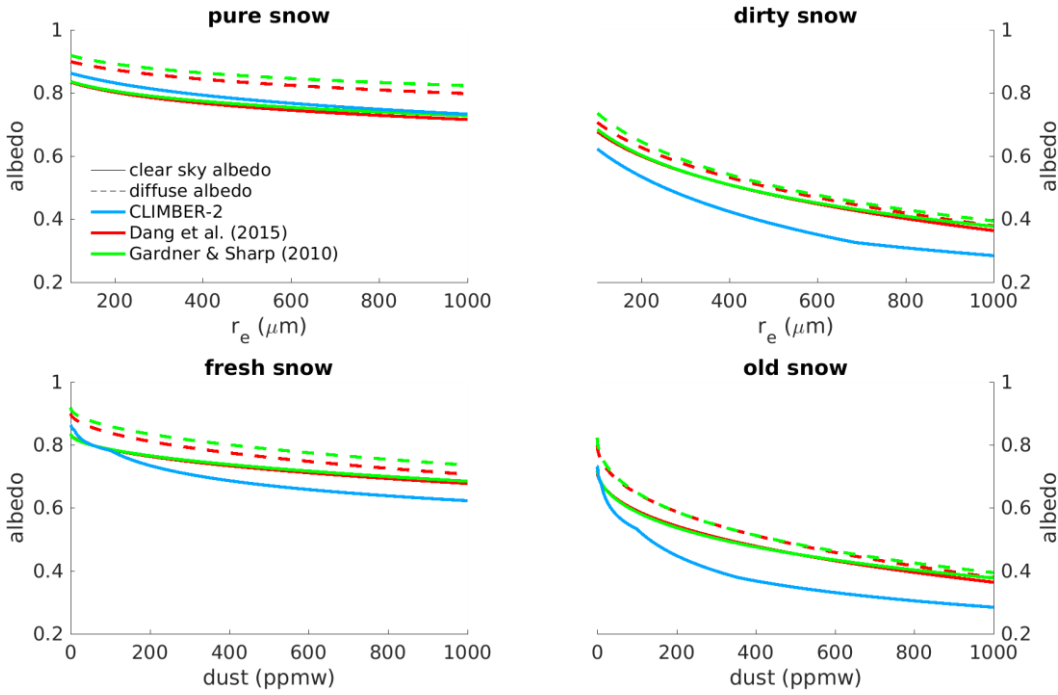 pure snow
dirty snow
1
0.8
0.6
0.4
0.2
albedo
clear sky albedo
diffuse albedo
CLIMBER-2
Dang et al. (2015)
Gardner & Sharp (2010)
200 400 600 800 1000
r_e (μm)
1
0.8
0.6
0.4
0.2
albedo
200 400 600 800 1000
r_e (μm)
fresh snow
old snow
1
0.8
0.6
0.4
0.2
albedo
0 200 400 600 800 1000
dust (ppmw)
1
0.8
0.6
0.4
0.2
albedo
0 200 400 600 800 1000
dust (ppmw)